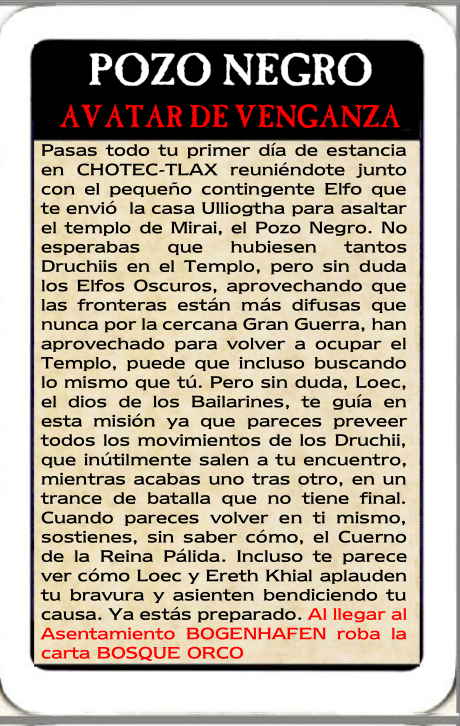 POZO NEGRO
AVATAR DE VENGANZA
Pasas todo tu primer día de estancia
en CHOTEC-TLAX reuniéndote junto
con el pequeño contingente Elfo que
te envió la casa Ulliogtha para asaltar
el templo de Mirai, el Pozo Negro. No
esperabas que hubiesen tantos
Druchiis en el Templo, pero sin duda
los Elfos Oscuros, aprovechando que
las fronteras están más difusas que
nunca por la cercana Gran Guerra, han
aprovechado para volver a ocupar el
Templo, puede que incluso buscando
lo mismo que tú. Pero sin duda, Loec,
el dios de los Bailarines, te guía en
esta misión ya que pareces preveer
todos los movimientos de los Druchii,
que inútilmente salen a tu encuentro,
mientras acabas uno tras otro, en un
trance de batalla que no tiene final.
Cuando pareces volver en ti mismo,
sostienes, sin saber cómo, el Cuerno
de la Reina Pálida. Incluso te parece
ver cómo Loec y Ereth Khial aplauden
tu bravura y asienten bendiciendo tu
causa. Ya estás preparado. Al llegar al
Asentamiento BOGENHAFEN roba la
carta BOSQUE ORCO